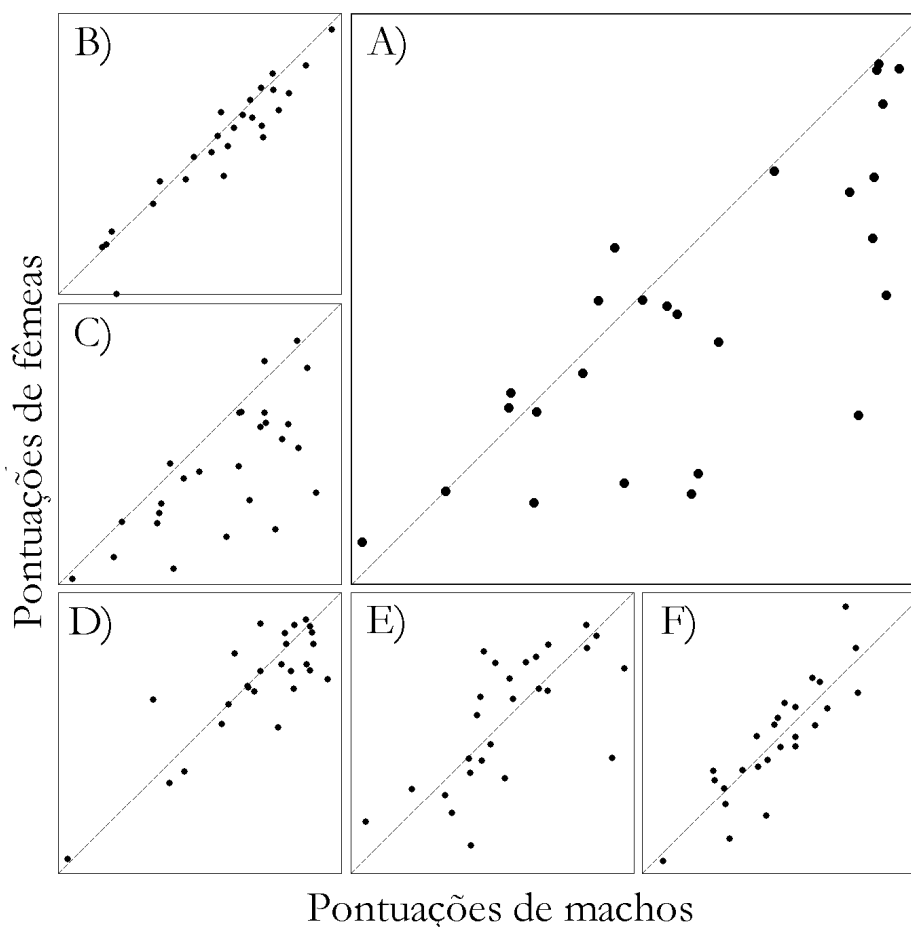 B)
A)
C)
D)
E)
F)
Pontuações de fêmeas
Pontuações de machos